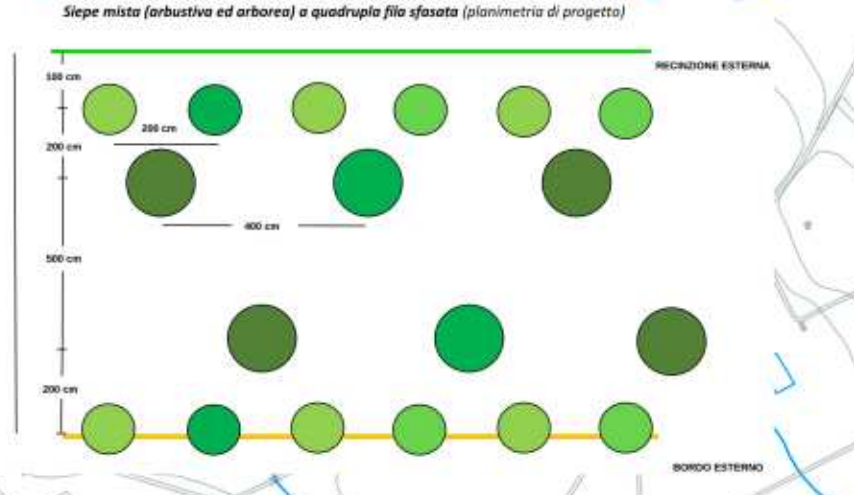 Siepe mista (arbustiva ed arborea) a quadrupla fila sfasata (planimetria di progetto)
RECINZIONE ESTERNA
cm
200 cm
200 cm
400 cm
500 cm
200 cm
BORDO ESTERNO